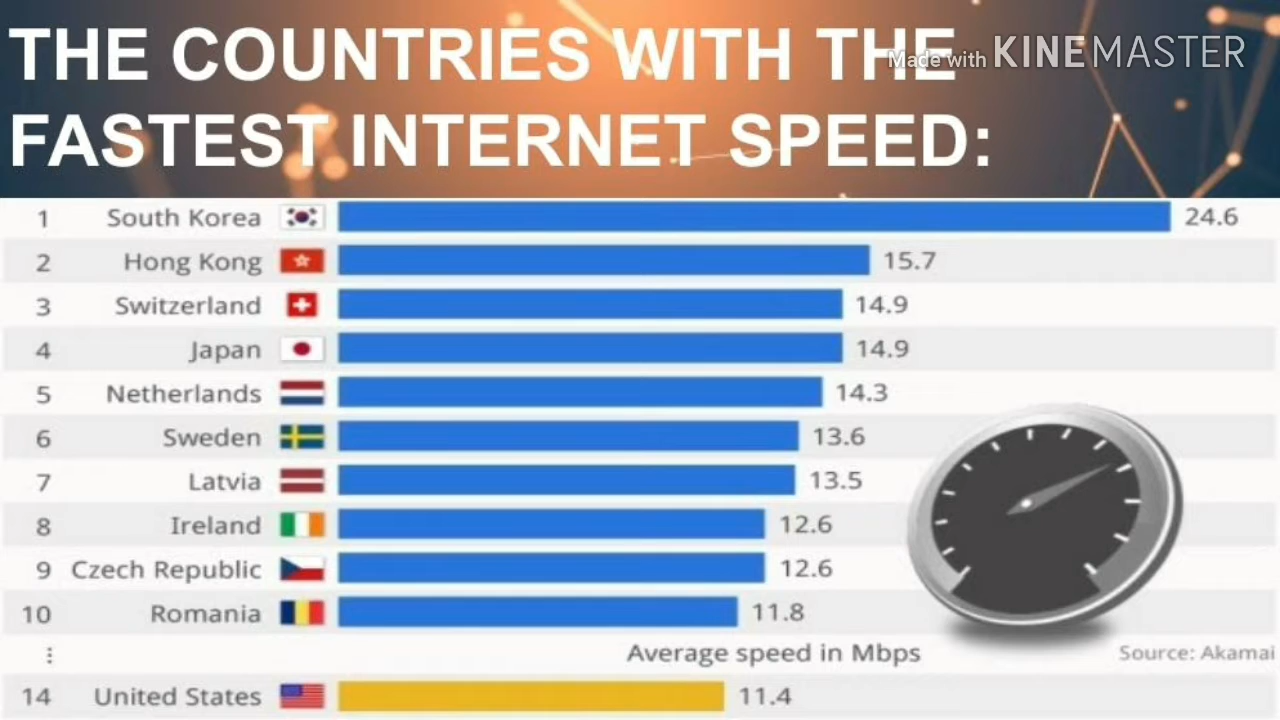 THE COUNTRIES WITH THE
Made with KINEMASTER
FASTEST INTERNET SPEED:
1 South Korea 24.6
2 Hong Kong 15.7
3 Switzerland 14.9
4 Japan 14.9
5 Netherlands 14.3
6 Sweden 13.6
7 Latvia 13.5
8 Ireland 12.6
9 Czech Republic 12.6
10 Romania 11.8
⋮ Average speed in Mbps Source: Akamai
14 United States 11.4